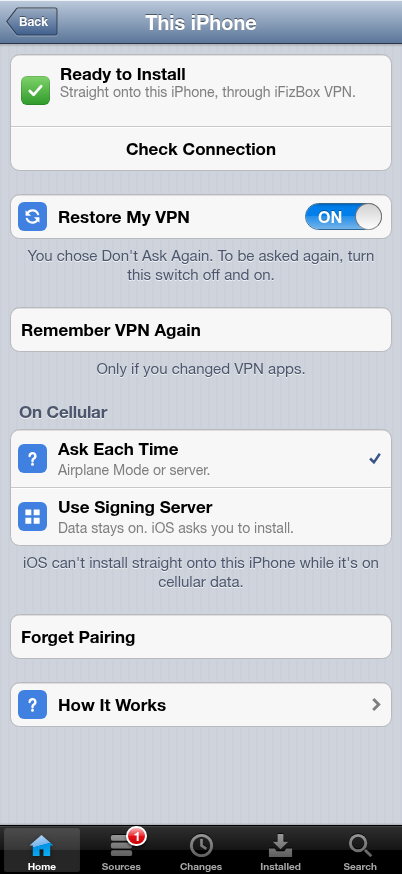 Back
This iPhone
Ready to Install
Straight onto this iPhone, through iFizBox VPN.
Check Connection
Restore My VPN
ON
You chose Don't Ask Again. To be asked again, turn
this switch off and on.
Remember VPN Again
Only if you changed VPN apps.
On Cellular
?
Ask Each Time
Airplane Mode or server.
Use Signing Server
Data stays on. iOS asks you to install.
iOS can't install straight onto this iPhone while it's on
cellular data.
Forget Pairing
?
How It Works
1
Home
Sources
Changes
Installed
Search